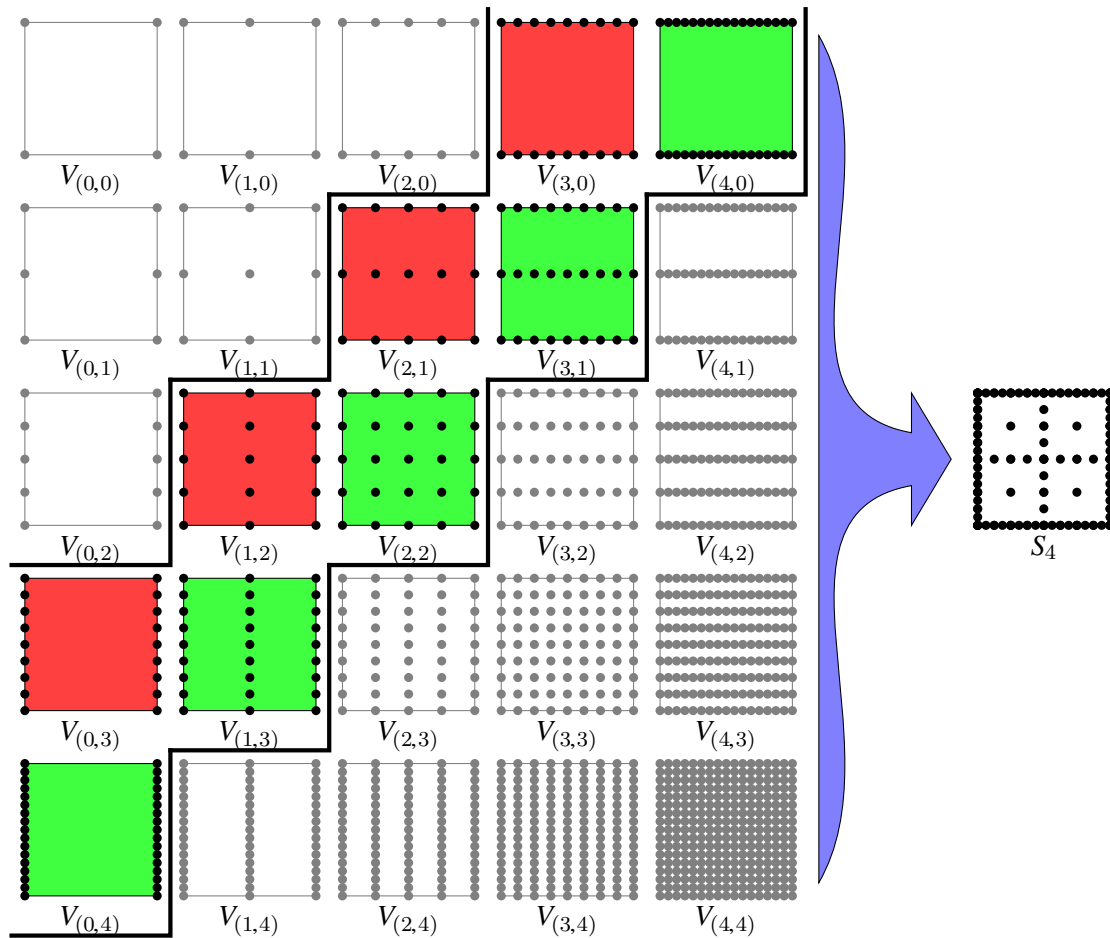 V(0,0) V(1,0) V(2,0) V(3,0) V(4,0)
V(0,1) V(1,1) V(2,1) V(3,1) V(4,1)
V(0,2) V(1,2) V(2,2) V(3,2) V(4,2) S4
V(0,3) V(1,3) V(2,3) V(3,3) V(4,3)
V(0,4) V(1,4) V(2,4) V(3,4) V(4,4)